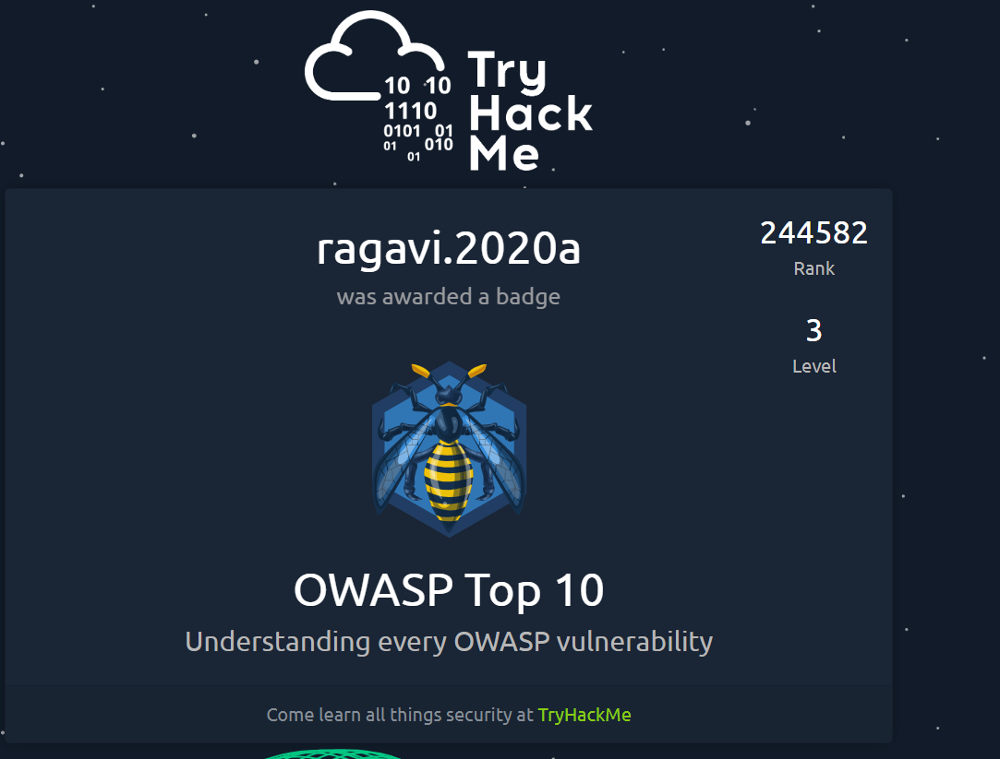 Try
Hack
Me
10 10
1110
0101 01
01 010
01
ragavi.2020a
was awarded a badge
244582
Rank
3
Level
OWASP Top 10
Understanding every OWASP vulnerability
Come learn all things security at TryHackMe